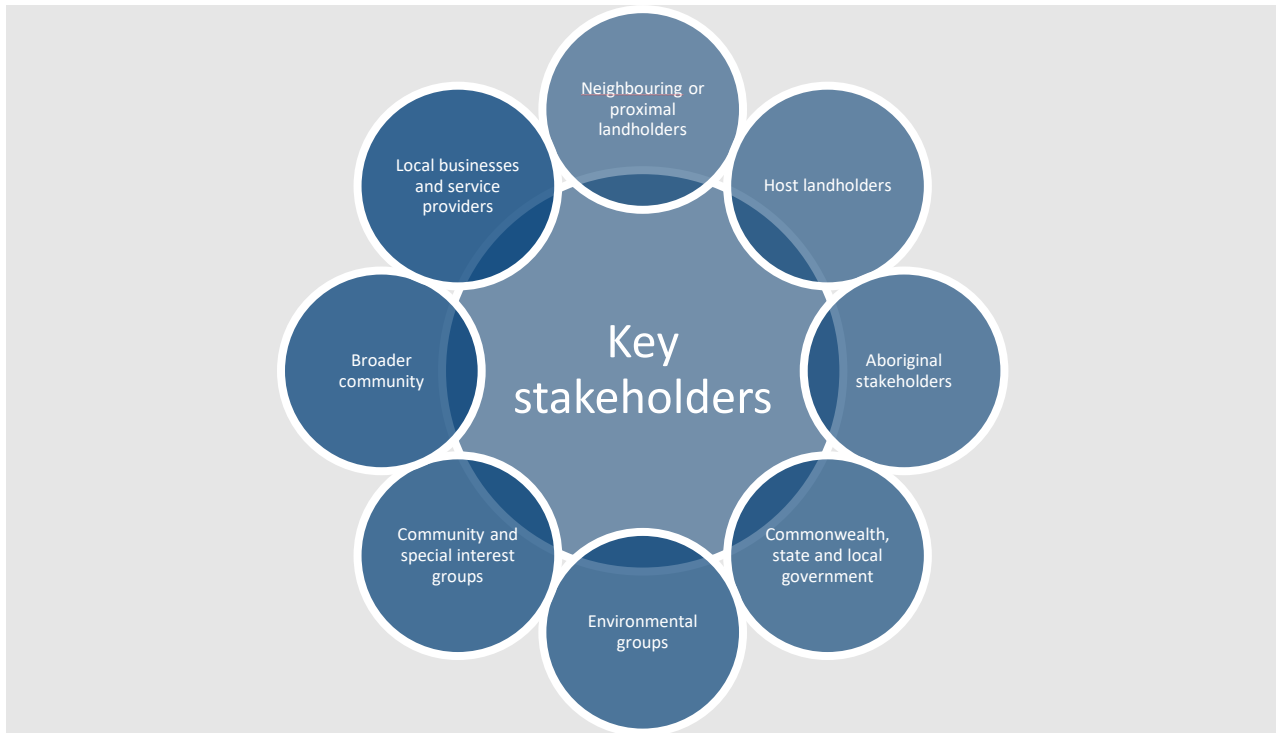 Neighbouring or
proximal
landholders
Host landholders
Aboriginal
stakeholders
Commonwealth,
state and local
government
Environmental
groups
Community and
special interest
groups
Broader
community
Local businesses
and service
providers
Key
stakeholders